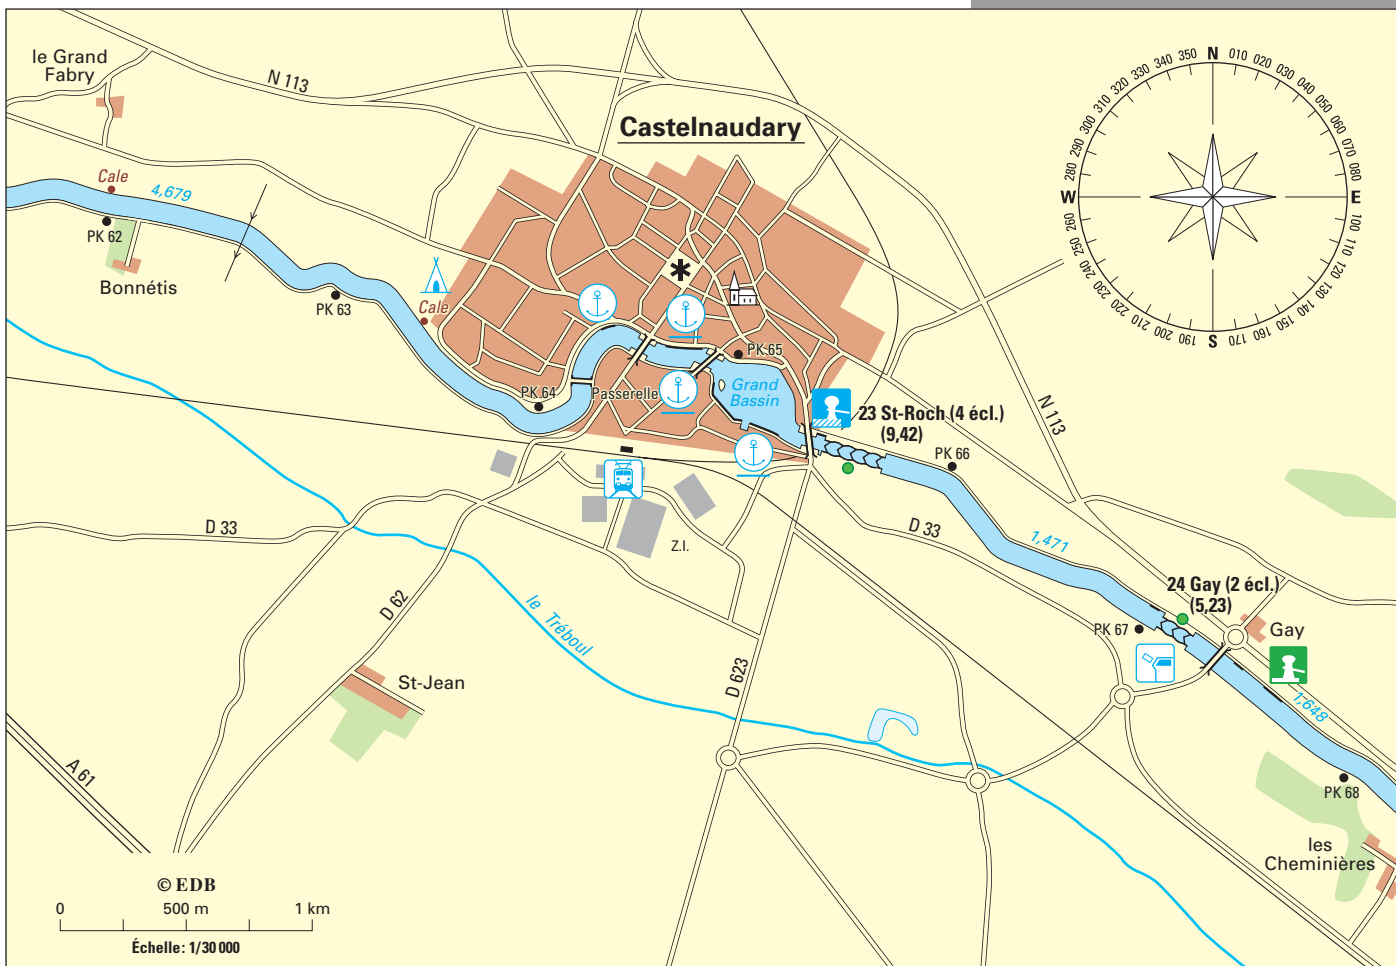 le Grand
Fabry
N 113
Castelnaudary
Cale
4,679
PK 62
Bonnétis
PK 63
Cale
PK 64
Passerelle
PK 65
Grand
Bassin
23 St-Roch (4 écl.)
(9,42)
PK 66
N 113
D 33
1,471
24 Gay (2 écl.)
(5,23)
PK 67
Gay
1,648
PK 68
les
Cheminières
D 33
D 62
Z.I.
le Tréboul
D 623
St-Jean
A 61
N
010
020
030
040
050
060
070
080
E
100
110
120
130
140
150
160
170
S
190
200
210
220
230
240
250
260
W
280
290
300
310
320
330
340
350
© EDB
0 500 m 1 km
Échelle : 1/30 000